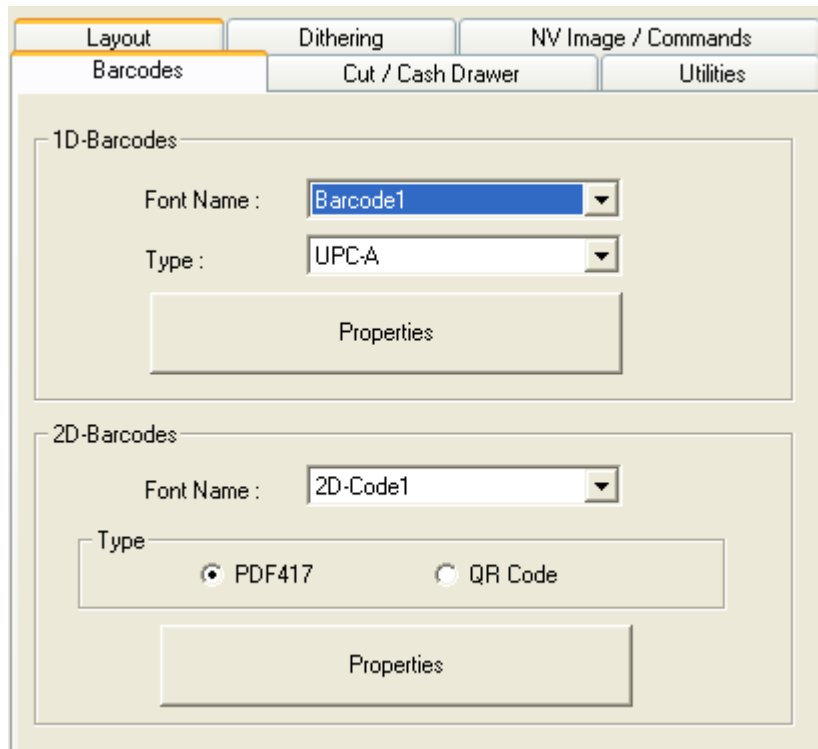 Layout Dithering NV Image / Commands
Barcodes Cut / Cash Drawer Utilities
1D-Barcodes
Font Name : Barcode1
Type : UPC-A
Properties
2D-Barcodes
Font Name : 2D-Code1
Type
PDF417 QR Code
Properties